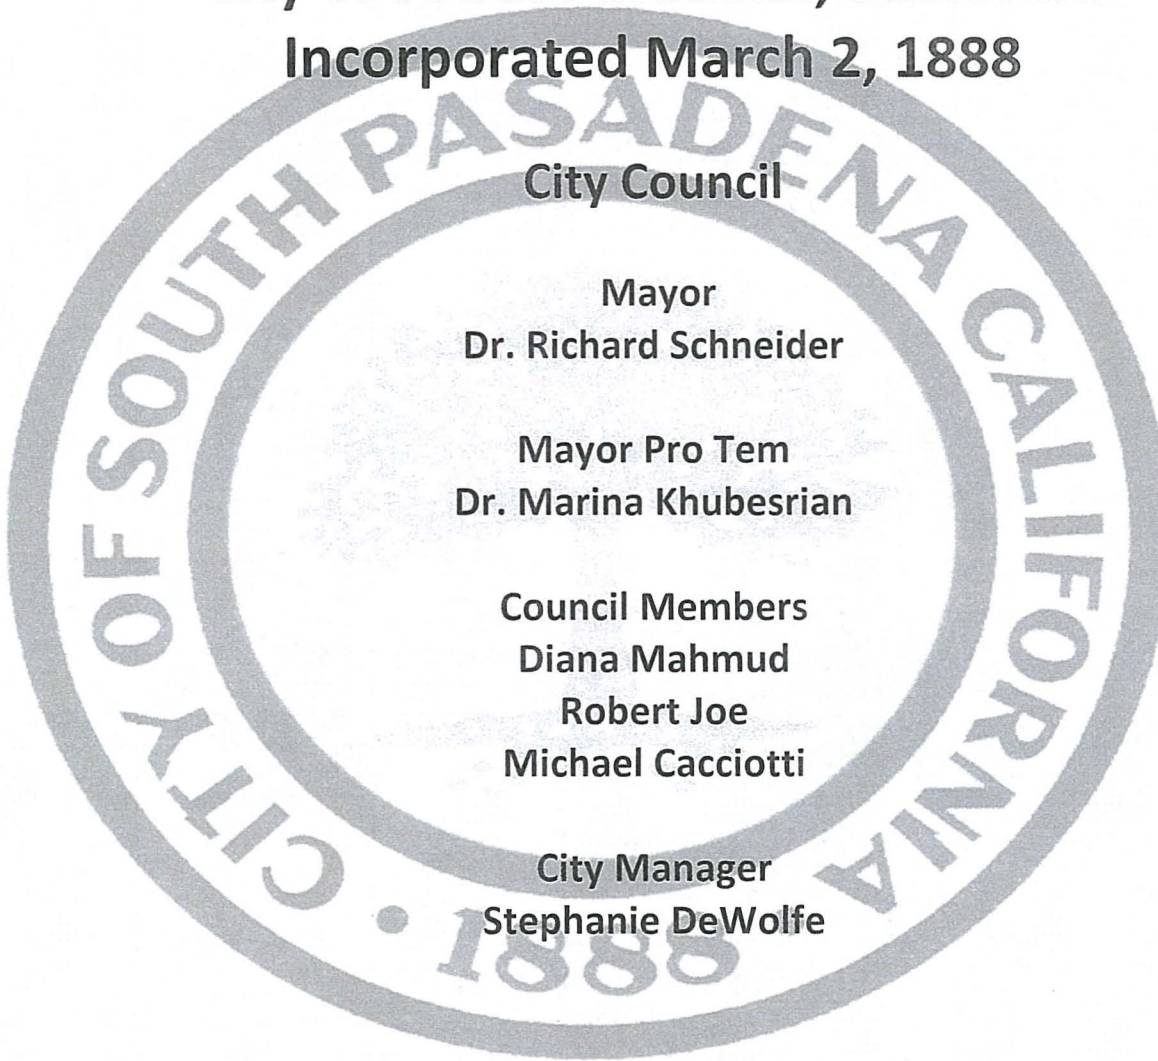 Incorporated March 2, 1888
CITY OF SOUTH PASADENA CALIFORNIA
City Council
Mayor
Dr. Richard Schneider
Mayor Pro Tem
Dr. Marina Khubesrian
Council Members
Diana Mahmud
Robert Joe
Michael Cacciotti
City Manager
Stephanie DeWolfe
• 1888 •